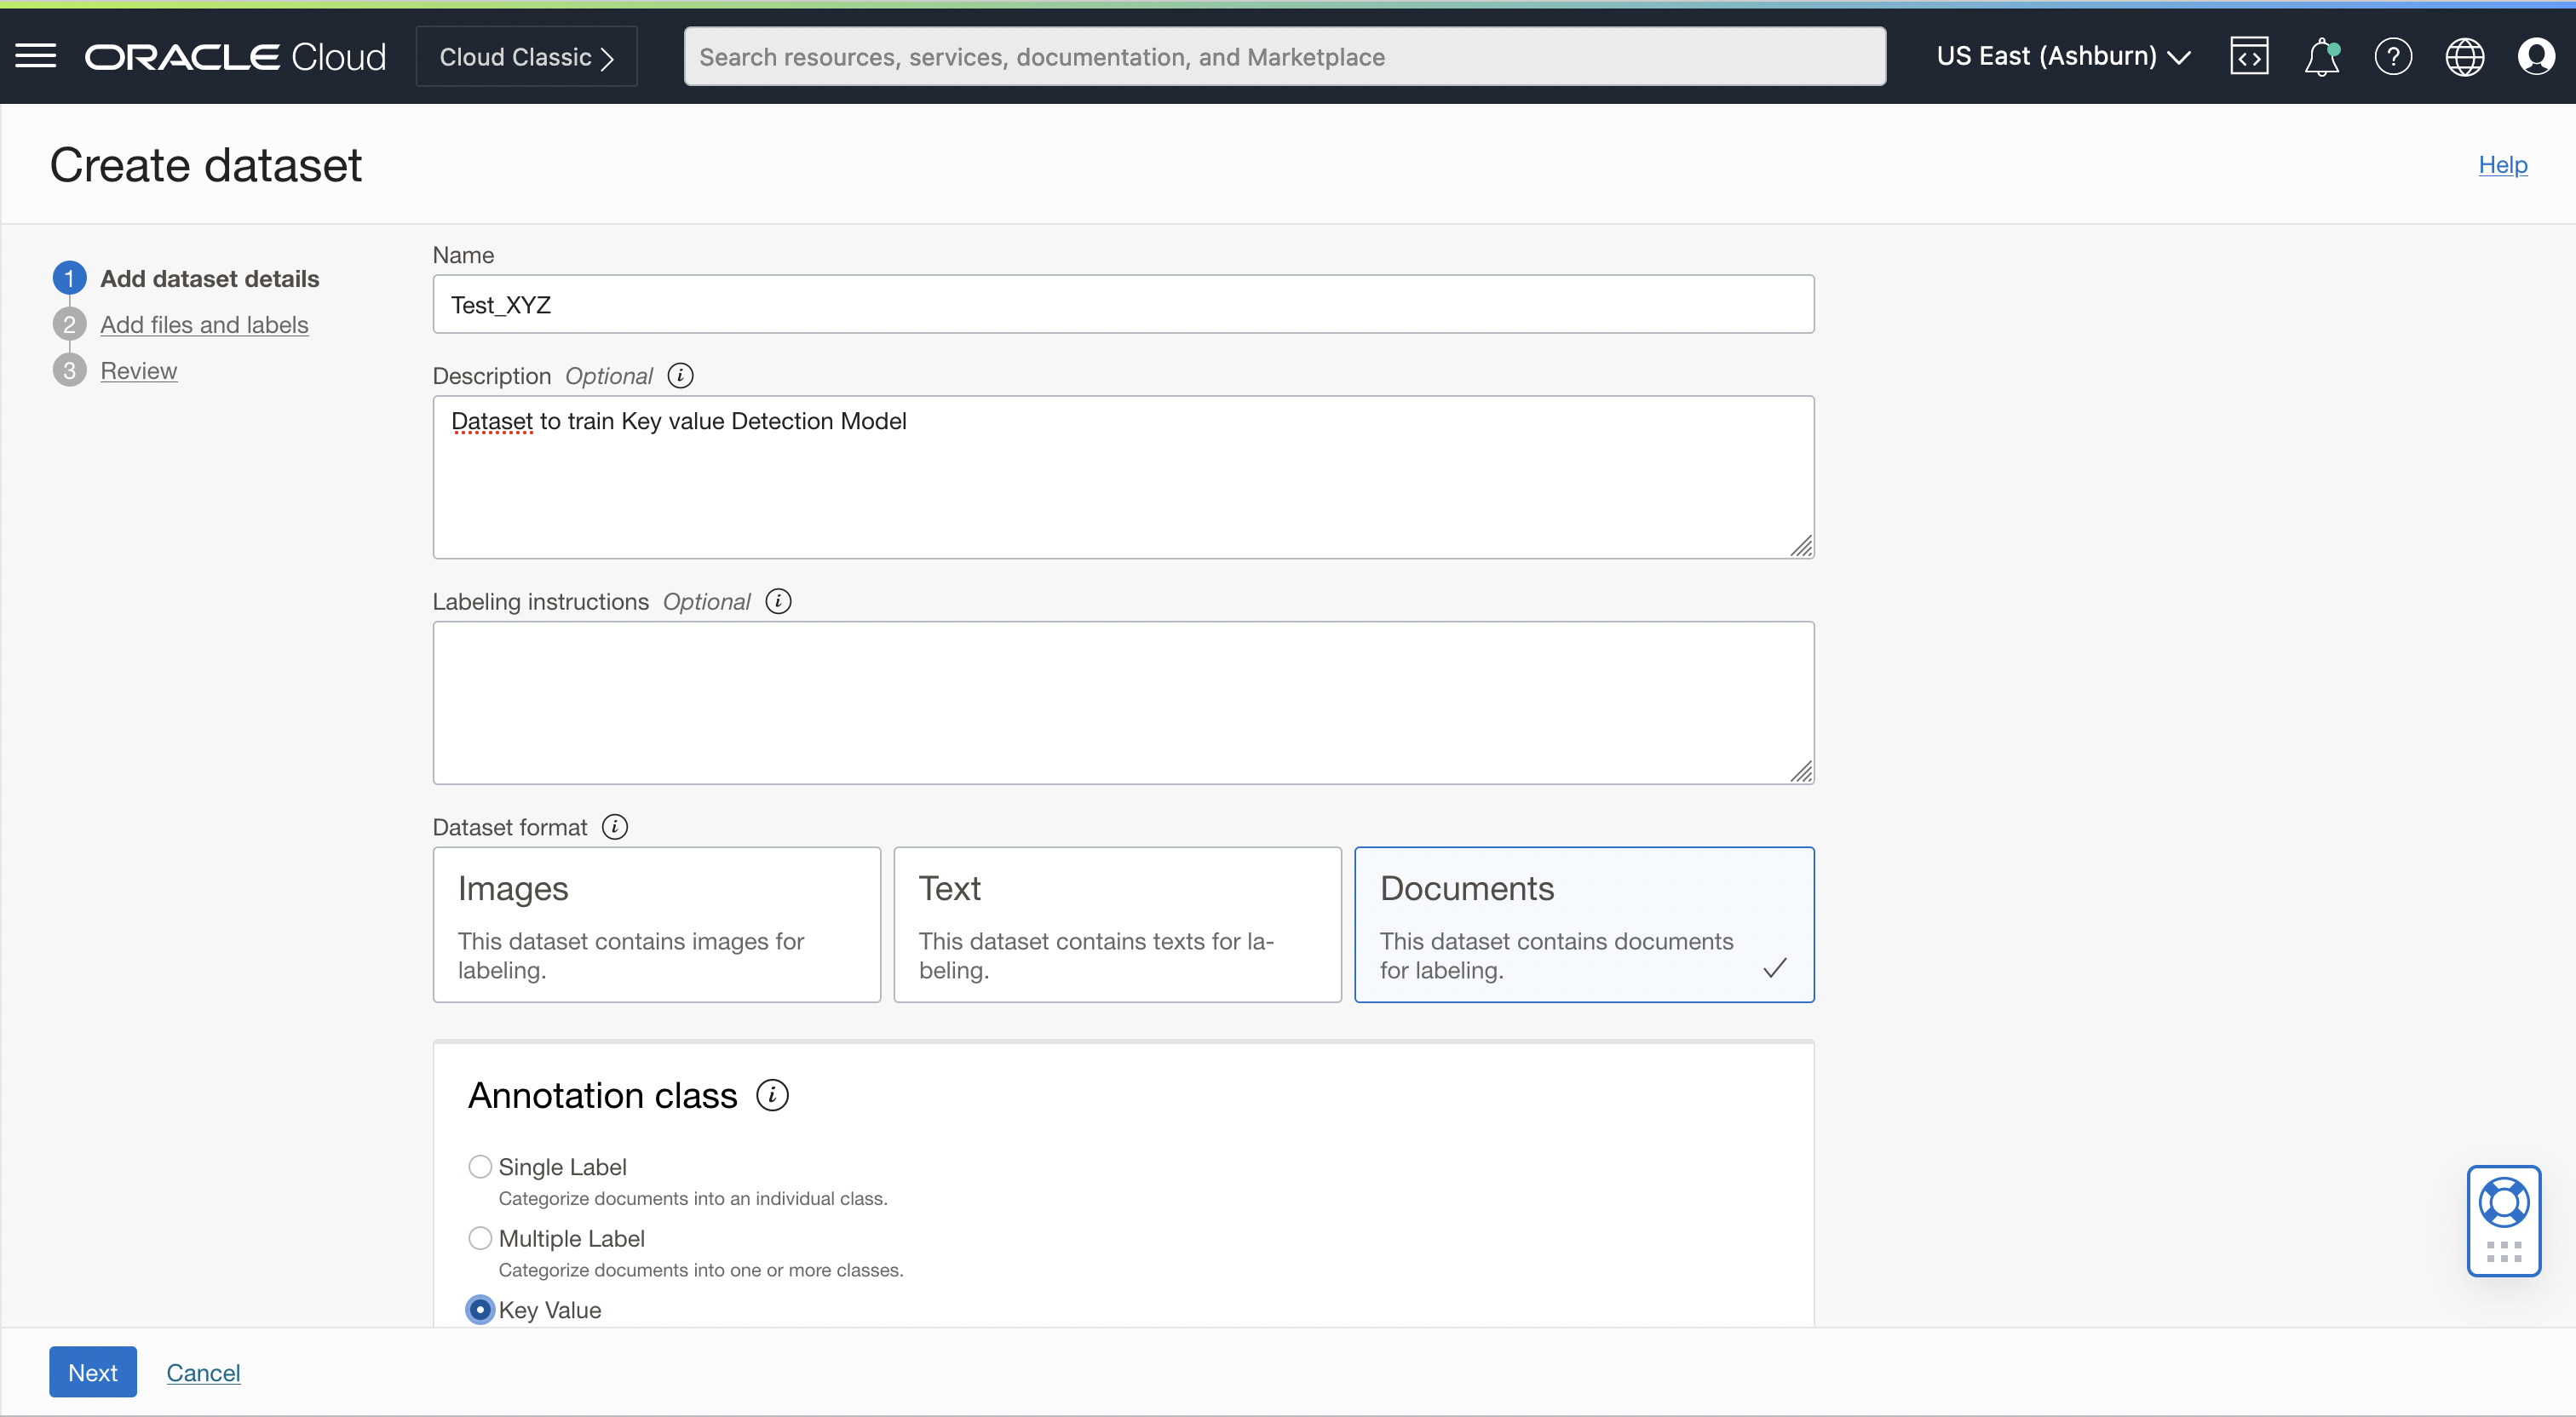 ORACLE Cloud
Cloud Classic
Search resources, services, documentation, and Marketplace
US East (Ashburn)
Create dataset
Help
1 Add dataset details
2 Add files and labels
3 Review
Name
Test_XYZ
Description Optional
Dataset to train Key value Detection Model
Labeling instructions Optional
Dataset format
Images
This dataset contains images for
labeling.
Text
This dataset contains texts for la-
beling.
Documents
This dataset contains documents
for labeling.
Annotation class
Single Label
Categorize documents into an individual class.
Multiple Label
Categorize documents into one or more classes.
Key Value
Next
Cancel